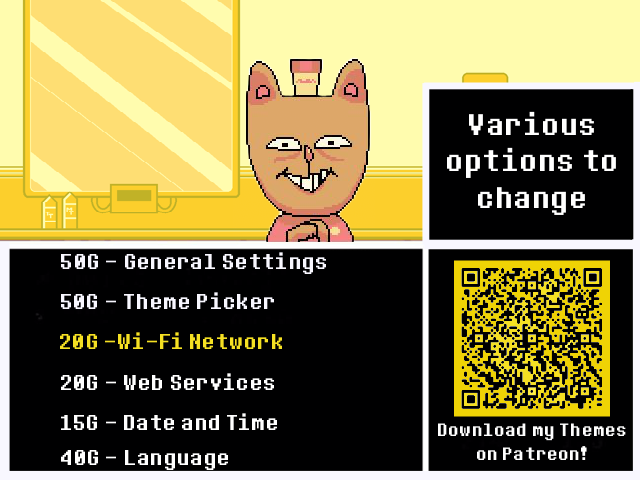 Various
options to
change
50G - General Settings
50G - Theme Picker
20G -Wi-Fi Network
20G - Web Services
15G - Date and Time
40G - Language
Download my Themes
on Patreon!